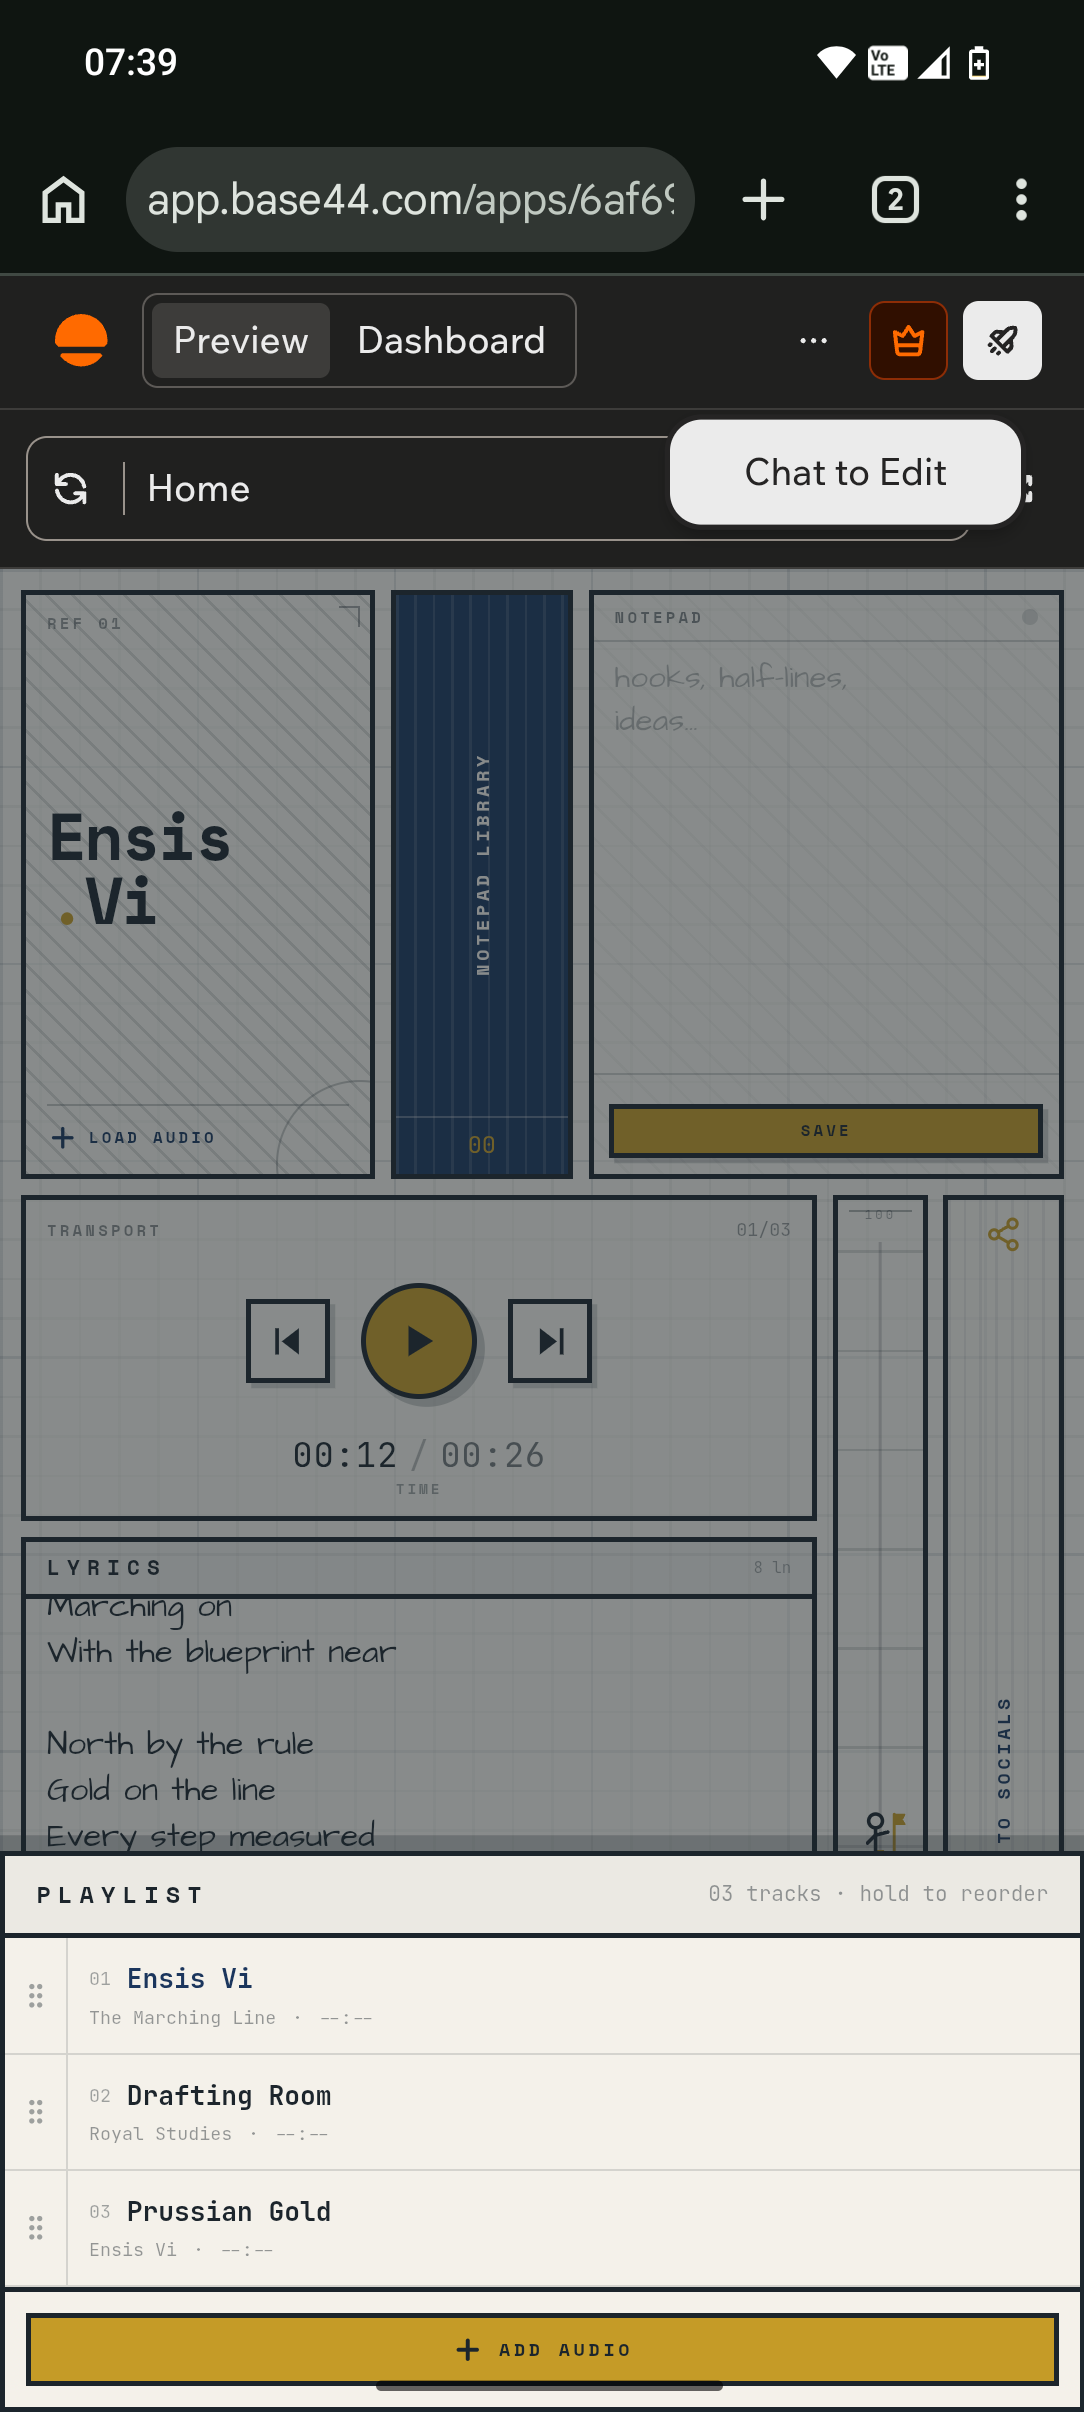 07:39
Vo LTE
app.base44.com/apps/6af69
2
Preview Dashboard
Home
Chat to Edit
REF 01
Ensis
.Vi
+ LOAD AUDIO
NOTEPAD LIBRARY
00
NOTEPAD
hooks, half-lines,
ideas...
SAVE
TRANSPORT
01/03
00:12 / 00:26
TIME
100
TO SOCIALS
LYRICS
8 ln
Marching on
With the blueprint near
North by the rule
Gold on the line
Every step measured
PLAYLIST
03 tracks · hold to reorder
01 Ensis Vi
The Marching Line · --:--
02 Drafting Room
Royal Studies · --:--
03 Prussian Gold
Ensis Vi · --:--
+ ADD AUDIO